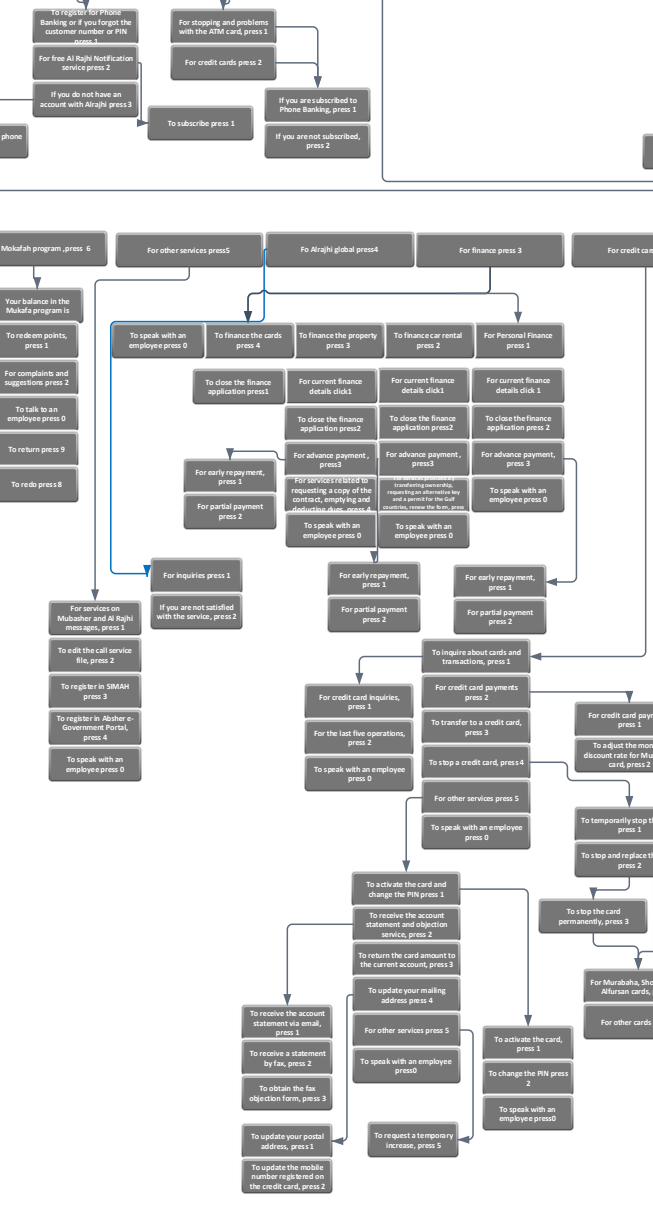 To register for Phone
Banking or if you forgot the
customer number or PIN
press 1
For free Al Rajhi Notification
service press 2
If you do not have an
account with Alrajhi press 3
phone
To subscribe press 1
For stopping and problems
with the ATM card, press 1
For credit cards press 2
If you are subscribed to
Phone Banking, press 1
If you are not subscribed,
press 2
Mokafah program ,press 6
For other services press5
Fo Alrajhi global press4
For finance press 3
For credit car
Your balance in the
Mukafa program is
To redeem points,
press 1
For complaints and
suggestions press 2
To talk to an
employee press 0
To return press 9
To redo press 8
To speak with an
employee press 0
To finance the cards
press 4
To finance the property
press 3
To finance car rental
press 2
For Personal Finance
press 1
To close the finance
application press1
For current finance
details click1
For current finance
details click 1
For current finance
details click 1
To close the finance
application press2
To close the finance
application press2
To close the finance
application press 2
For advance payment ,
press3
For advance payment ,
press3
For advance payment,
press 3
For early repayment,
press 1
For partial payment
press 2
For services related to
requesting a copy of the
contract, emptying and
deducting dues, press 4
transferring ownership,
requesting an alternative key
and a permit for the Gulf
countries, renew the form, press
To speak with an
employee press 0
To speak with an
employee press 0
To speak with an
employee press 0
For inquiries press 1
If you are not satisfied
with the service, press2
For early repayment,
press 1
For partial payment
press 2
For early repayment,
press 1
For partial payment
press 2
For services on
Mubasher and Al Rajhi
messages, press 1
To edit the call service
file, press 2
To register in SIMAH
press 3
To register in Absher e-
Government Portal,
press 4
To speak with an
employee press 0
To inquire about cards and
transactions, press 1
For credit card payments
press 2
To transfer to a credit card,
press 3
To stop a credit card, press 4
For other services press 5
To speak with an employee
press 0
For credit card inquiries,
press 1
For the last five operations,
press 2
To speak with an employee
press 0
For credit card payn
press 1
To adjust the mon
discount rate for Mu
card, press 2
To temporarily stop th
press 1
To stop and replace th
press 2
To stop the card
permanently, press 3
For Murabaha, Sho
Alfursan cards,
For other cards
To activate the card and
change the PIN press 1
To receive the account
statement and objection
service, press 2
To return the card amount to
the current account, press 3
To update your mailing
address press 4
For other services press 5
To speak with an employee
press0
To receive the account
statement via email,
press 1
To receive a statement
by fax, press 2
To obtain the fax
objection form, press 3
To update your postal
address, press 1
To update the mobile
number registered on
the credit card, press 2
To request a temporary
increase, press 5
To activate the card,
press 1
To change the PIN press
2
To speak with an
employee press0